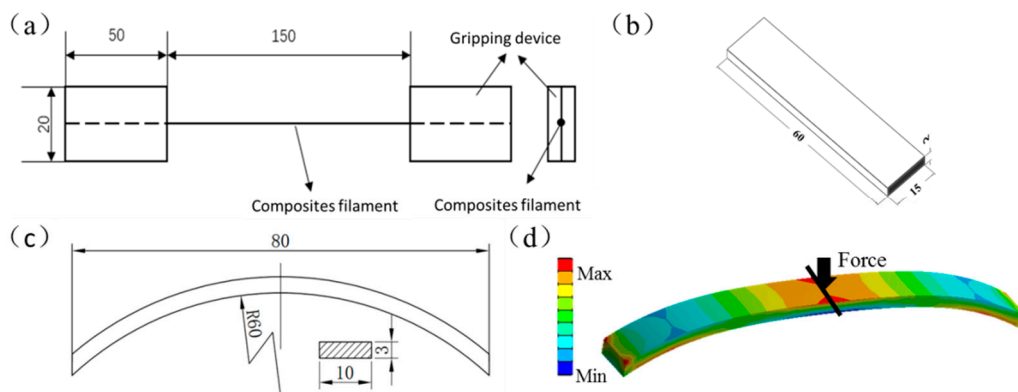 (a)
50
150
Gripping device
20
Composites filament
Composites filament
(b)
60
15
(c)
80
R60
3
10
(d)
Max
Min
Force